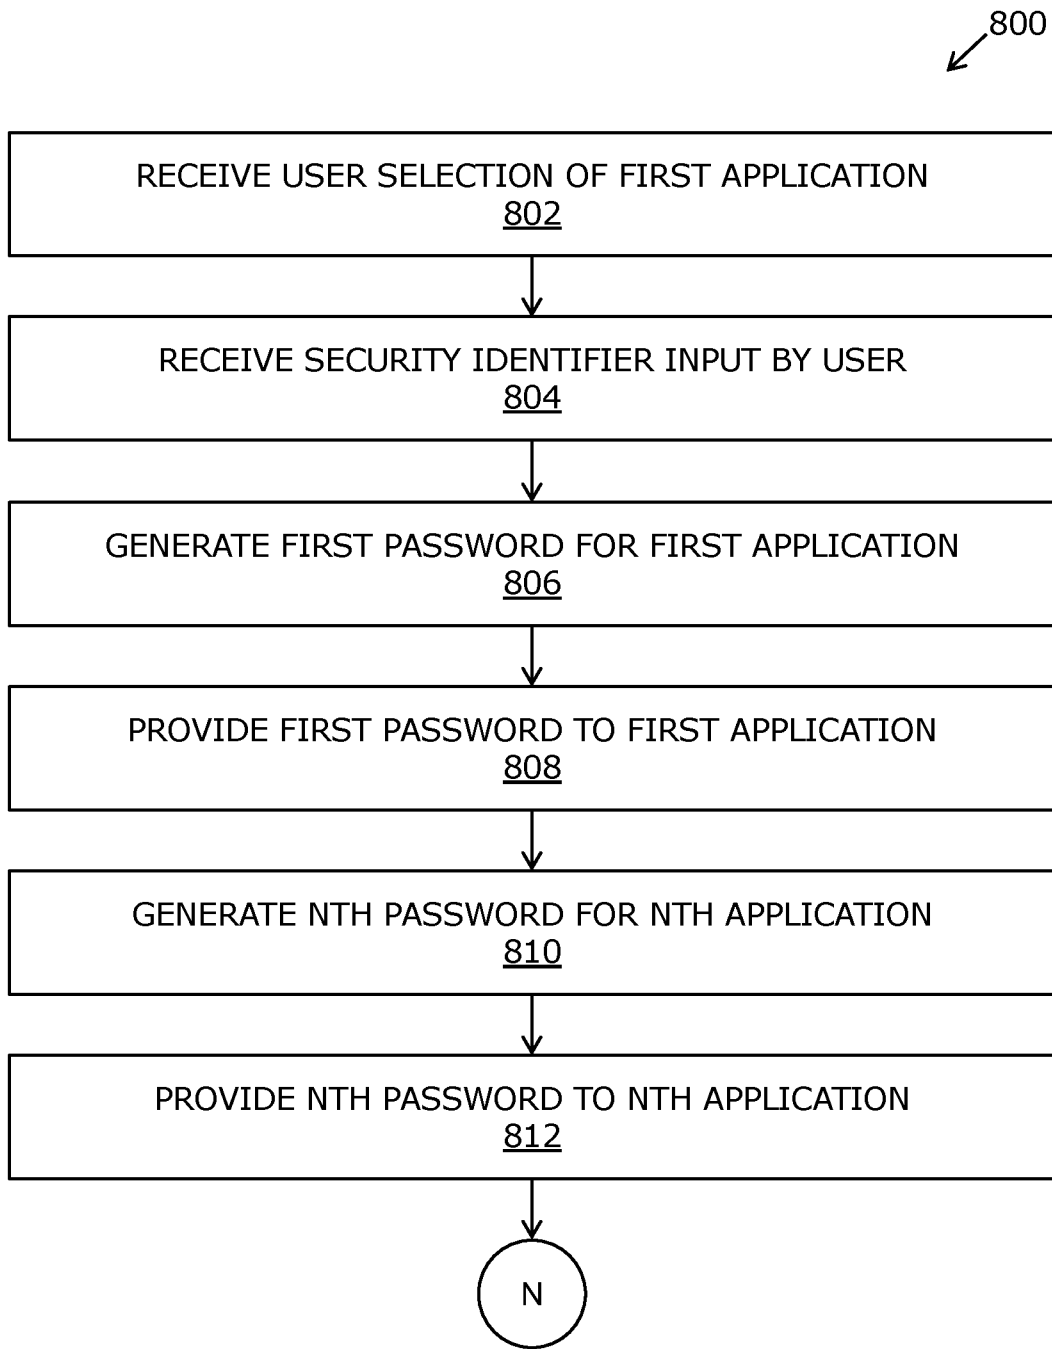 800
RECEIVE USER SELECTION OF FIRST APPLICATION
802
RECEIVE SECURITY IDENTIFIER INPUT BY USER
804
GENERATE FIRST PASSWORD FOR FIRST APPLICATION
806
PROVIDE FIRST PASSWORD TO FIRST APPLICATION
808
GENERATE NTH PASSWORD FOR NTH APPLICATION
810
PROVIDE NTH PASSWORD TO NTH APPLICATION
812
N